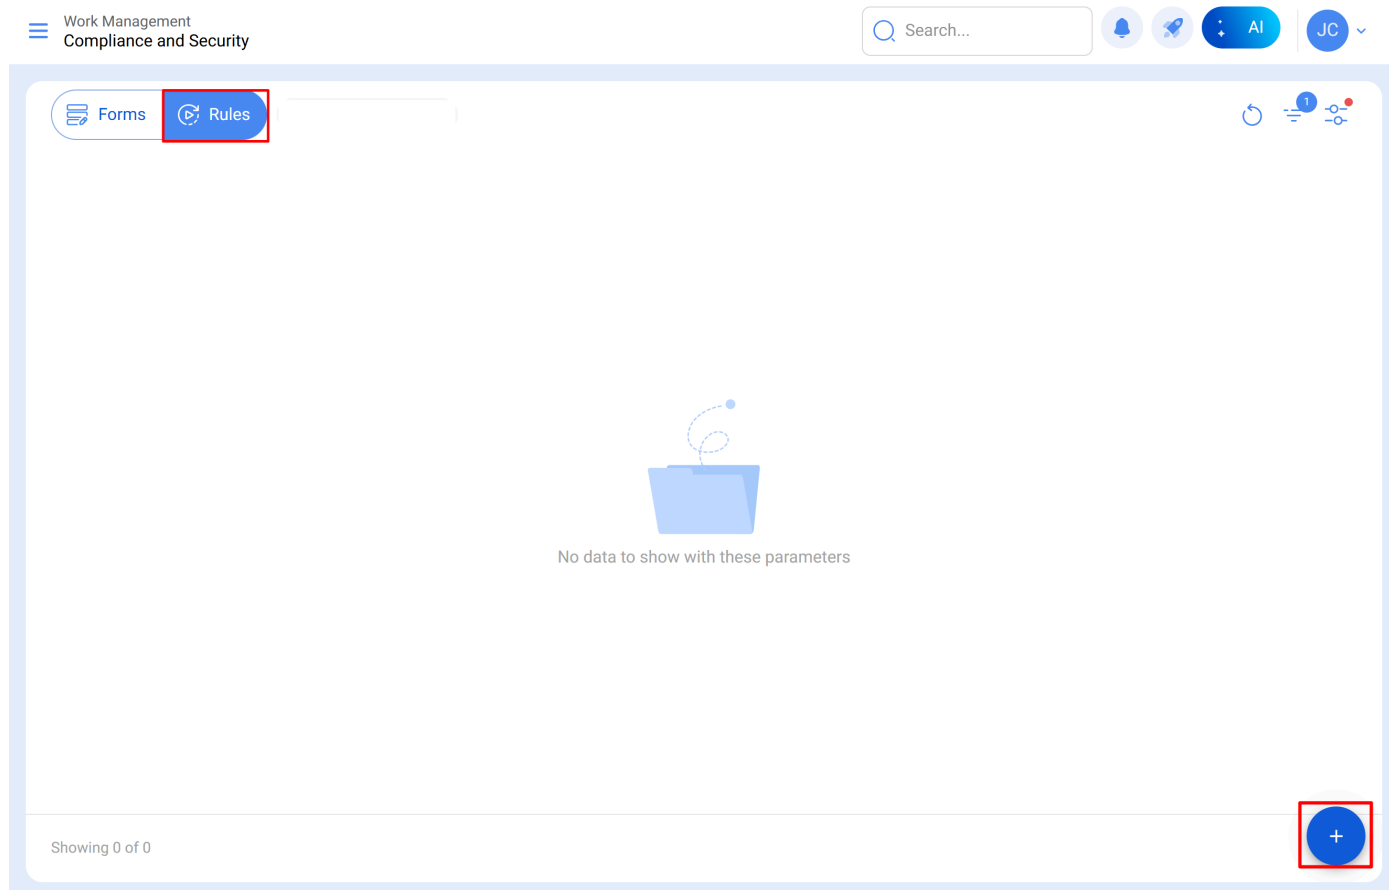 Work Management
Compliance and Security
Search...
AI
JC
Forms
Rules
1
No data to show with these parameters
Showing 0 of 0
+